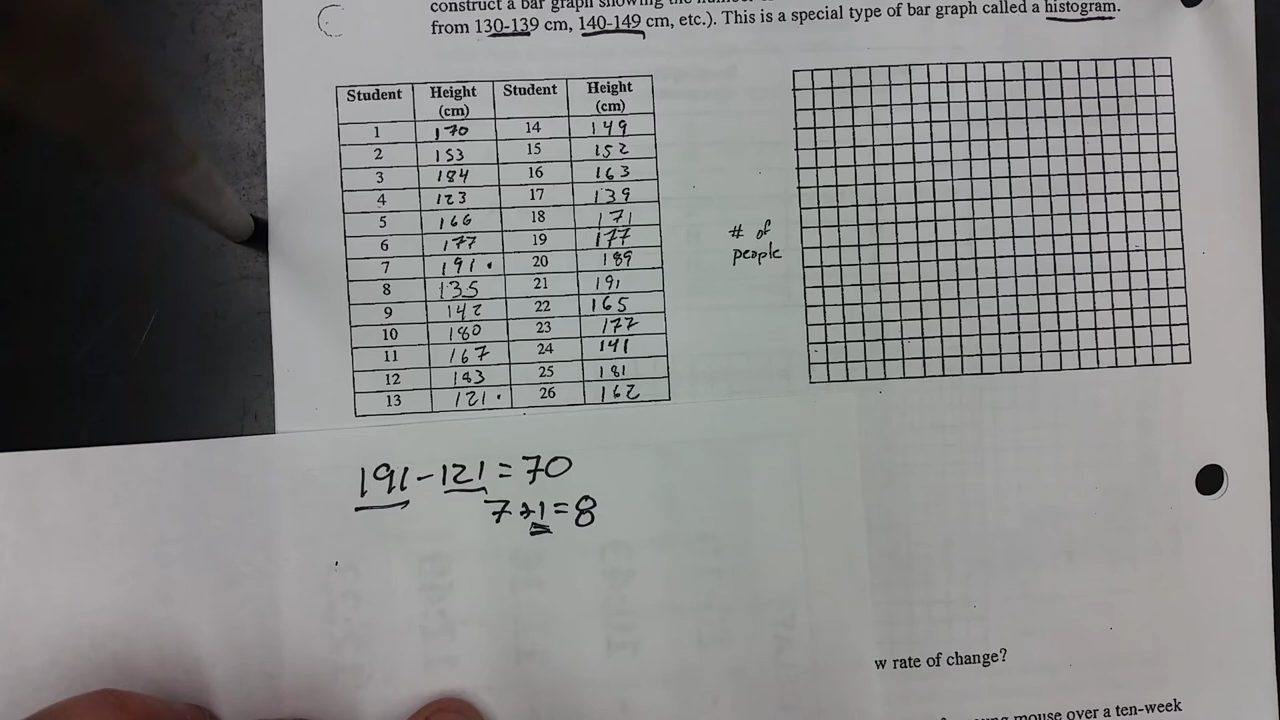 construct a bar graph showing the number
from 130-139 cm, 140-149 cm, etc.). This is a special type of bar graph called a histogram.
Student Height (cm) Student Height (cm)
1 170 14 149
2 153 15 152
3 184 16 163
4 123 17 139
5 166 18 171
6 177 19 177
7 191 20 189
8 135 21 191
9 142 22 165
10 180 23 177
11 167 24 141
12 183 25 181
13 121 26 162
# of
people
191-121=70
7+1=8
w rate of change?
young mouse over a ten-week